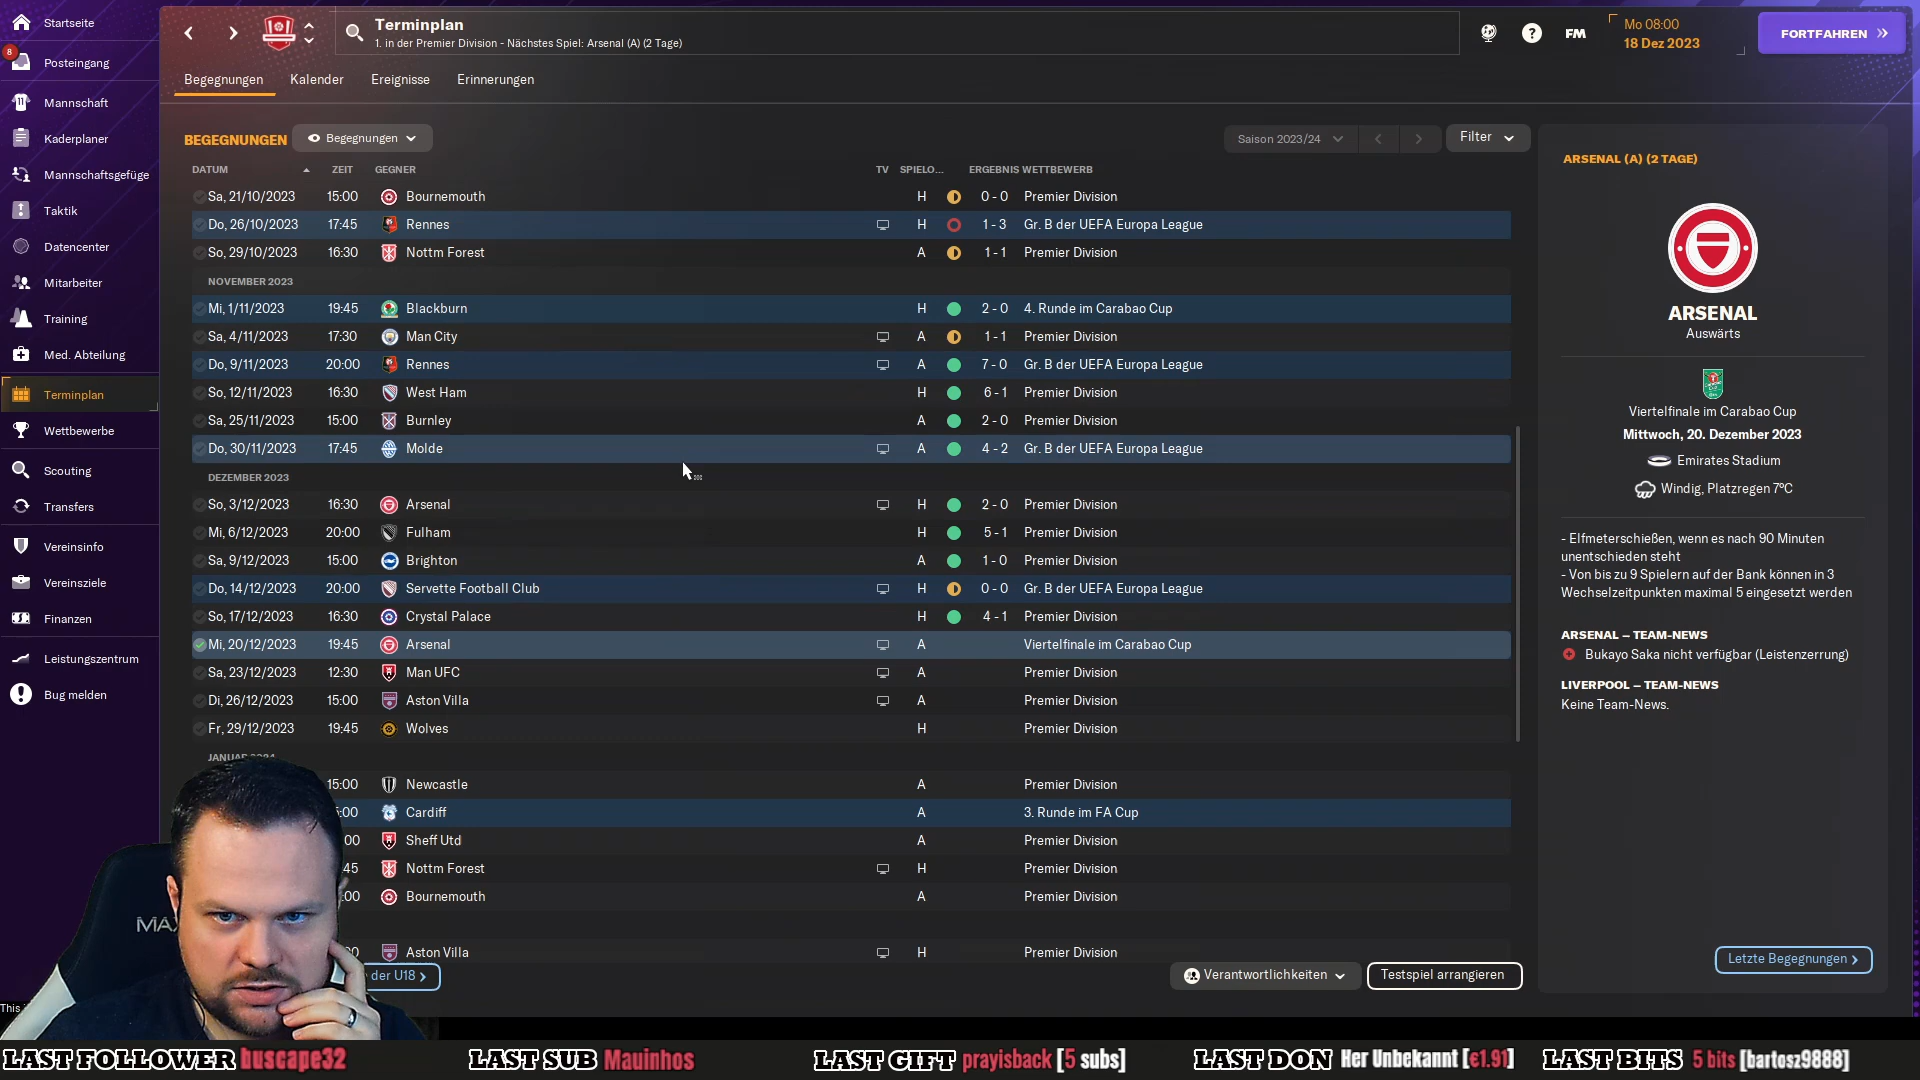 Startseite
8
Posteingang
Mannschaft
Kaderplaner
Mannschaftsgefüge
Taktik
Datencenter
Mitarbeiter
Training
Med. Abteilung
Terminplan
Wettbewerbe
Scouting
Transfers
Vereinsinfo
Vereinsziele
Finanzen
Leistungszentrum
Bug melden
Terminplan
1. in der Premier Division - Nächstes Spiel: Arsenal (A) (2 Tage)
FM
Mo 08:00
18 Dez 2023
FORTFAHREN
Begegnungen Kalender Ereignisse Erinnerungen
BEGEGNUNGEN Begegnungen Saison 2023/24 Filter
DATUM ZEIT GEGNER TV SPIELO... ERGEBNIS WETTBEWERB
Sa, 21/10/2023 15:00 Bournemouth H 0 - 0 Premier Division
Do, 26/10/2023 17:45 Rennes H 1 - 3 Gr. B der UEFA Europa League
So, 29/10/2023 16:30 Nottm Forest A 1 - 1 Premier Division
NOVEMBER 2023
Mi, 1/11/2023 19:45 Blackburn H 2 - 0 4. Runde im Carabao Cup
Sa, 4/11/2023 17:30 Man City A 1 - 1 Premier Division
Do, 9/11/2023 20:00 Rennes A 7 - 0 Gr. B der UEFA Europa League
So, 12/11/2023 16:30 West Ham H 6 - 1 Premier Division
Sa, 25/11/2023 15:00 Burnley A 2 - 0 Premier Division
Do, 30/11/2023 17:45 Molde A 4 - 2 Gr. B der UEFA Europa League
DEZEMBER 2023
So, 3/12/2023 16:30 Arsenal H 2 - 0 Premier Division
Mi, 6/12/2023 20:00 Fulham H 5 - 1 Premier Division
Sa, 9/12/2023 15:00 Brighton A 1 - 0 Premier Division
Do, 14/12/2023 20:00 Servette Football Club H 0 - 0 Gr. B der UEFA Europa League
So, 17/12/2023 16:30 Crystal Palace H 4 - 1 Premier Division
Mi, 20/12/2023 19:45 Arsenal A Viertelfinale im Carabao Cup
Sa, 23/12/2023 12:30 Man UFC A Premier Division
Di, 26/12/2023 15:00 Aston Villa A Premier Division
Fr, 29/12/2023 19:45 Wolves H Premier Division
15:00 Newcastle A Premier Division
:00 Cardiff A 3. Runde im FA Cup
:00 Sheff Utd A Premier Division
45 Nottm Forest H Premier Division
:00 Bournemouth A Premier Division
Aston Villa H Premier Division
der U18 Verantwortlichkeiten Testspiel arrangieren
ARSENAL (A) (2 TAGE)
ARSENAL
Auswärts
Viertelfinale im Carabao Cup
Mittwoch, 20. Dezember 2023
Emirates Stadium
Windig, Platzregen 7ºC
- Elfmeterschießen, wenn es nach 90 Minuten
unentschieden steht
- Von bis zu 9 Spielern auf der Bank können in 3
Wechselzeitpunkten maximal 5 eingesetzt werden
ARSENAL – TEAM-NEWS
Bukayo Saka nicht verfügbar (Leistenzerrung)
LIVERPOOL – TEAM-NEWS
Keine Team-News.
Letzte Begegnungen
This
LAST FOLLOWER buscape32 LAST SUB Mauinhos LAST GIFT prayisback [5 subs] LAST DON Her Unbekannt [€1.91] LAST BITS 5 bits [bartosz9888]